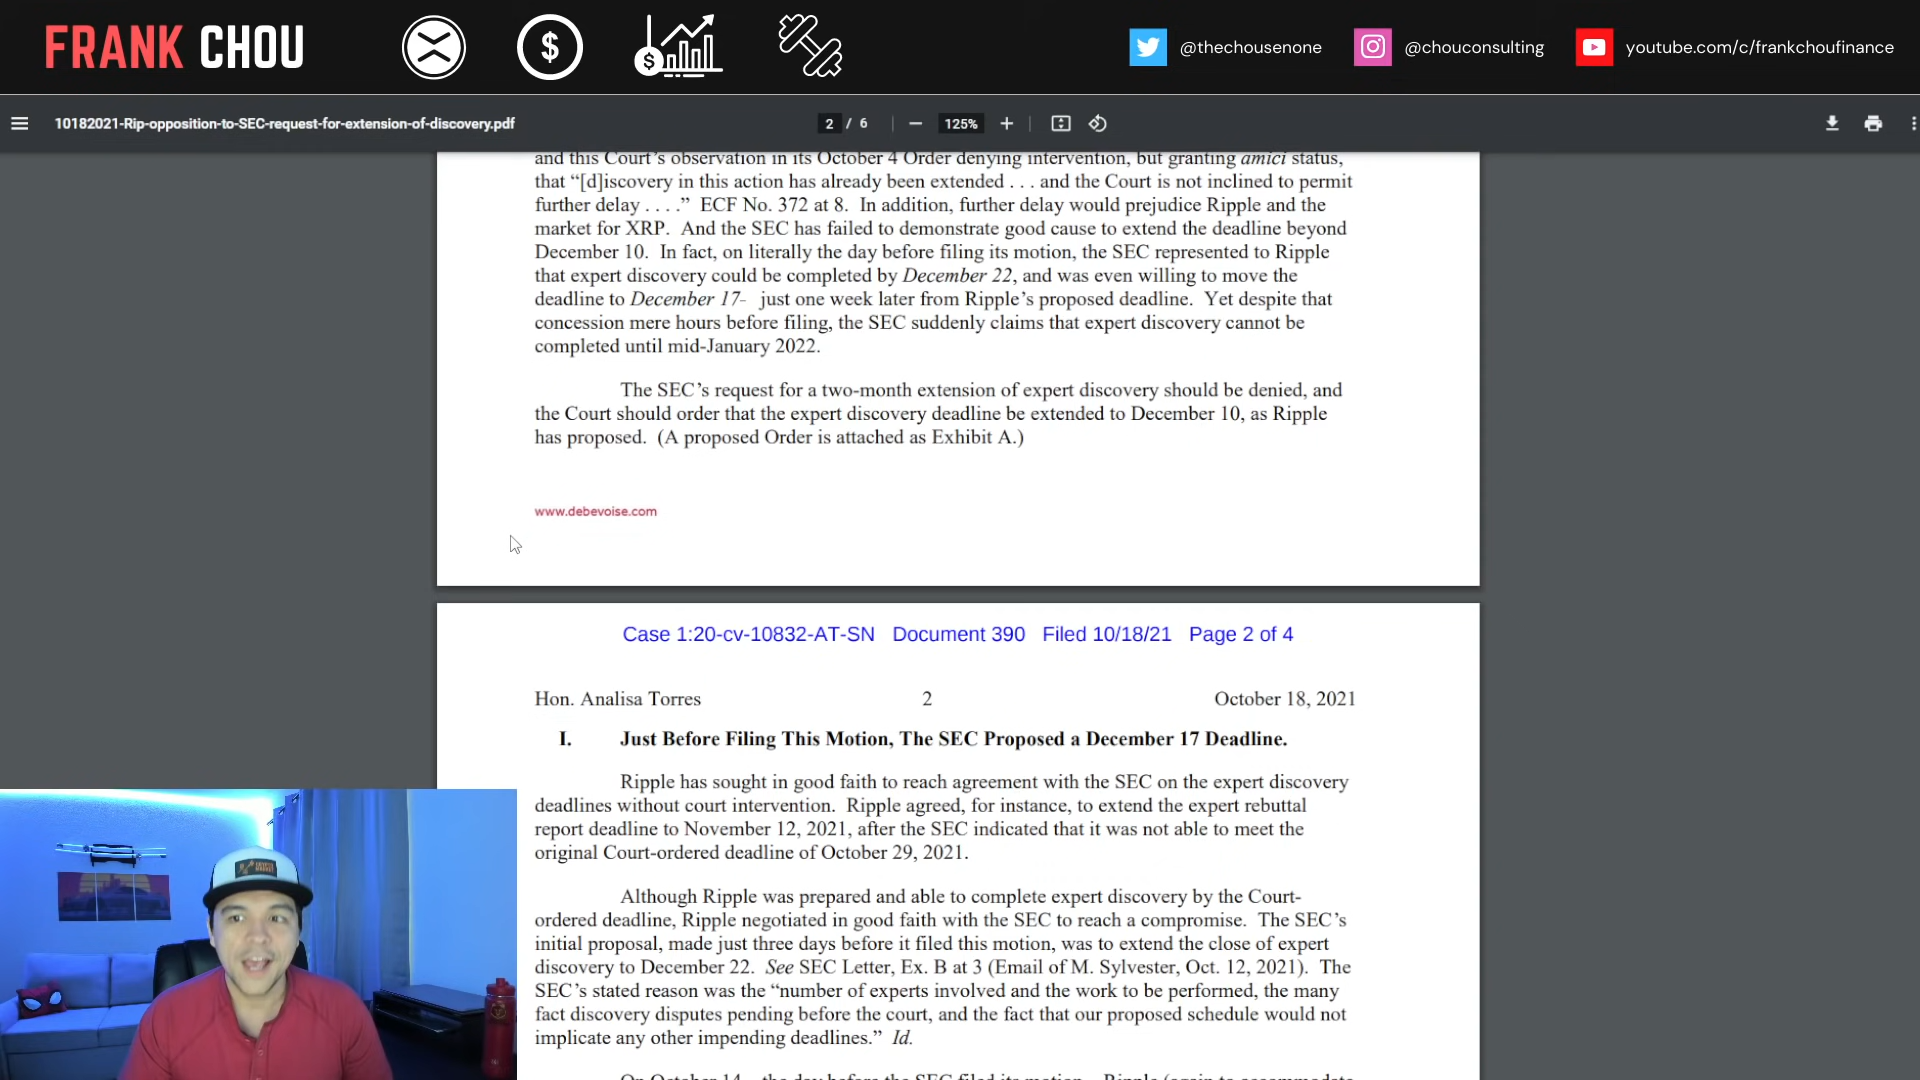 FRANK CHOU
@thechousenone
@chouconsulting
youtube.com/c/frankchoufinance
10182021-Rip-opposition-to-SEC-request-for-extension-of-discovery.pdf
2 / 6
125%
and this Court’s observation in its October 4 Order denying intervention, but granting amici status,
that “[d]iscovery in this action has already been extended . . . and the Court is not inclined to permit
further delay . . . .” ECF No. 372 at 8. In addition, further delay would prejudice Ripple and the
market for XRP. And the SEC has failed to demonstrate good cause to extend the deadline beyond
December 10. In fact, on literally the day before filing its motion, the SEC represented to Ripple
that expert discovery could be completed by December 22, and was even willing to move the
deadline to December 17- just one week later from Ripple’s proposed deadline. Yet despite that
concession mere hours before filing, the SEC suddenly claims that expert discovery cannot be
completed until mid-January 2022.
The SEC’s request for a two-month extension of expert discovery should be denied, and
the Court should order that the expert discovery deadline be extended to December 10, as Ripple
has proposed. (A proposed Order is attached as Exhibit A.)
www.debevoise.com
Case 1:20-cv-10832-AT-SN Document 390 Filed 10/18/21 Page 2 of 4
Hon. Analisa Torres 2 October 18, 2021
I. Just Before Filing This Motion, The SEC Proposed a December 17 Deadline.
Ripple has sought in good faith to reach agreement with the SEC on the expert discovery
deadlines without court intervention. Ripple agreed, for instance, to extend the expert rebuttal
report deadline to November 12, 2021, after the SEC indicated that it was not able to meet the
original Court-ordered deadline of October 29, 2021.
Although Ripple was prepared and able to complete expert discovery by the Court-
ordered deadline, Ripple negotiated in good faith with the SEC to reach a compromise. The SEC’s
initial proposal, made just three days before it filed this motion, was to extend the close of expert
discovery to December 22. See SEC Letter, Ex. B at 3 (Email of M. Sylvester, Oct. 12, 2021). The
SEC’s stated reason was the “number of experts involved and the work to be performed, the many
fact discovery disputes pending before the court, and the fact that our proposed schedule would not
implicate any other impending deadlines.” Id.
On October 14 the day before the SEC filed its motion Ripple (again to accommodate